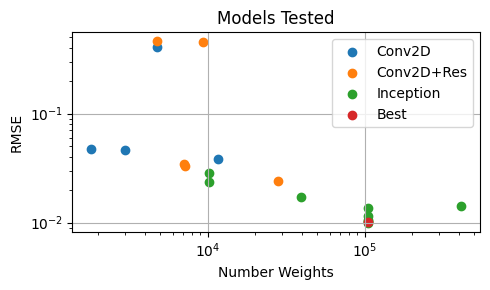 Models Tested
Conv2D
Conv2D+Res
Inception
Best
RMSE
10⁻¹
10⁻²
10⁴
10⁵
Number Weights